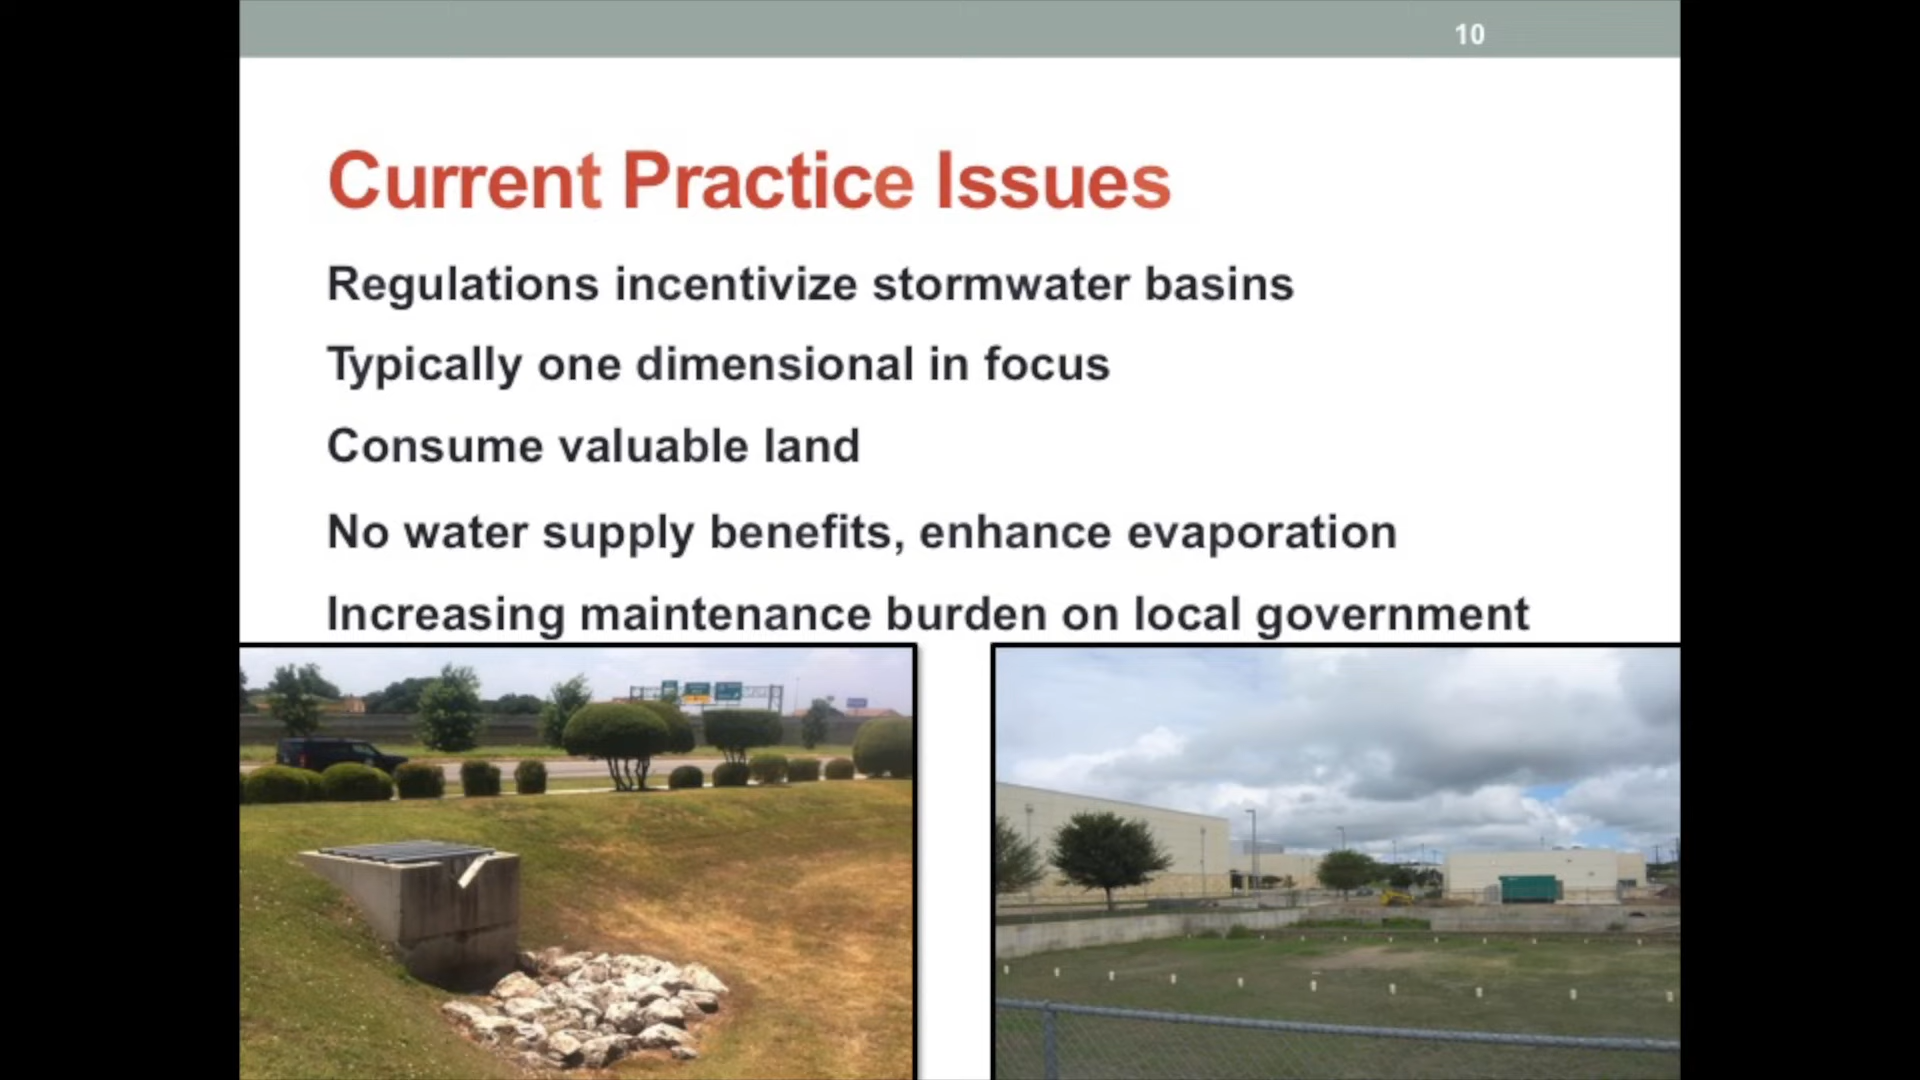 10
Current Practice Issues
Regulations incentivize stormwater basins
Typically one dimensional in focus
Consume valuable land
No water supply benefits, enhance evaporation
Increasing maintenance burden on local government